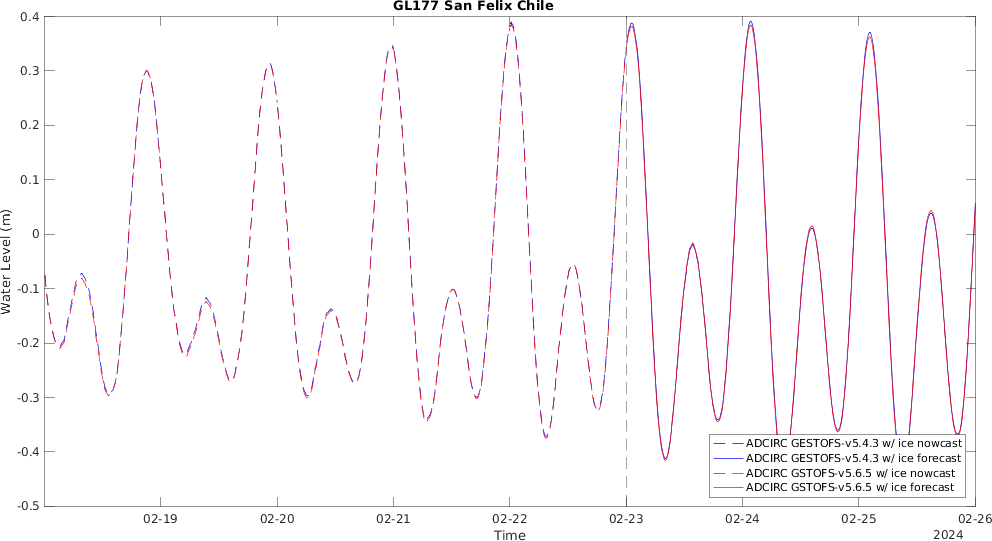 GL177 San Felix Chile
0.4
0.3
0.2
0.1
0
-0.1
-0.2
-0.3
-0.4
-0.5
Water Level (m)
ADCIRC GESTOFS-v5.4.3 w/ ice nowcast
ADCIRC GESTOFS-v5.4.3 w/ ice forecast
ADCIRC GSTOFS-v5.6.5 w/ ice nowcast
ADCIRC GSTOFS-v5.6.5 w/ ice forecast
02-19 02-20 02-21 02-22 02-23 02-24 02-25 02-26
Time
2024